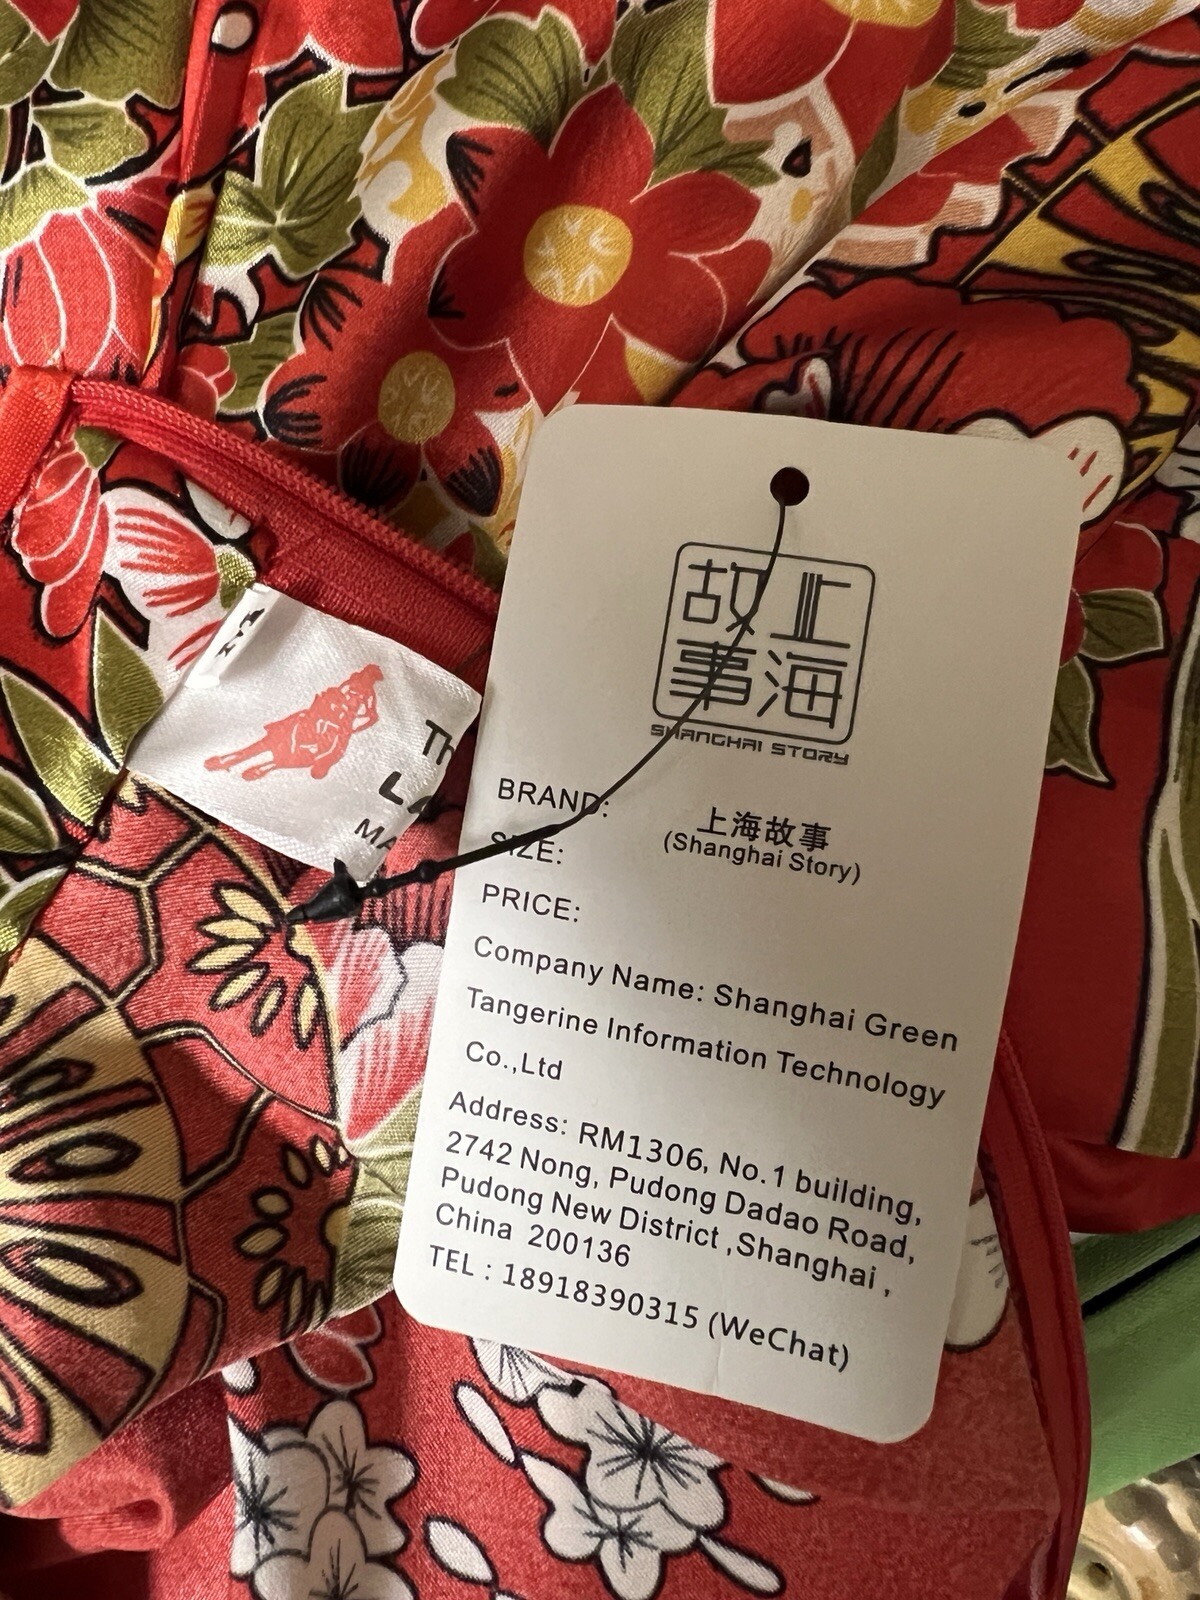 上海
故事
SHANGHAI STORY
BRAND: 上海故事
(Shanghai Story)
SIZE:
PRICE:
Company Name: Shanghai Green
Tangerine Information Technology
Co.,Ltd
Address: RM1306, No.1 building,
2742 Nong, Pudong Dadao Road,
Pudong New District ,Shanghai ,
China 200136
TEL : 18918390315 (WeChat)